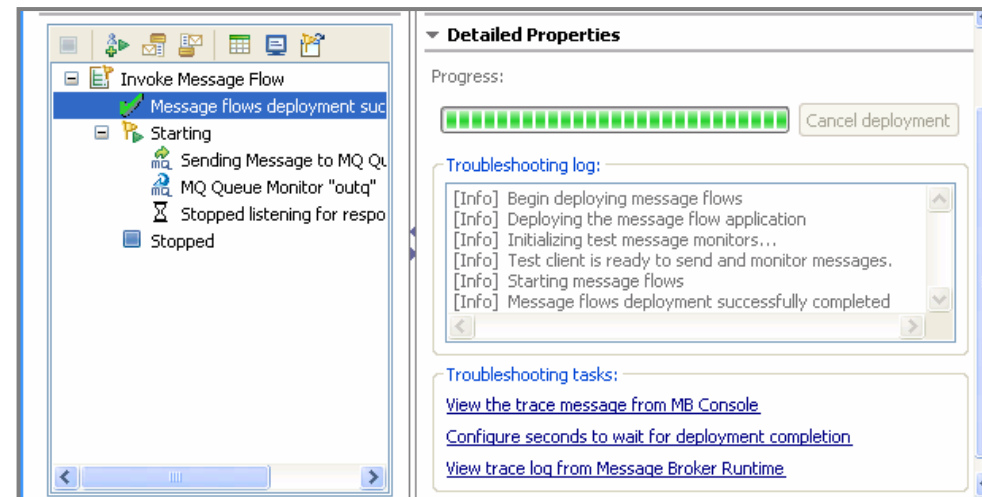 Invoke Message Flow
Message flows deployment suc
Starting
Sending Message to MQ Qu
MQ Queue Monitor "outq"
Stopped listening for respo
Stopped
Detailed Properties
Progress:
Cancel deployment
Troubleshooting log:
[Info] Begin deploying message flows
[Info] Deploying the message flow application
[Info] Initializing test message monitors...
[Info] Test client is ready to send and monitor messages.
[Info] Starting message flows
[Info] Message flows deployment successfully completed
Troubleshooting tasks:
View the trace message from MB Console
Configure seconds to wait for deployment completion
View trace log from Message Broker Runtime